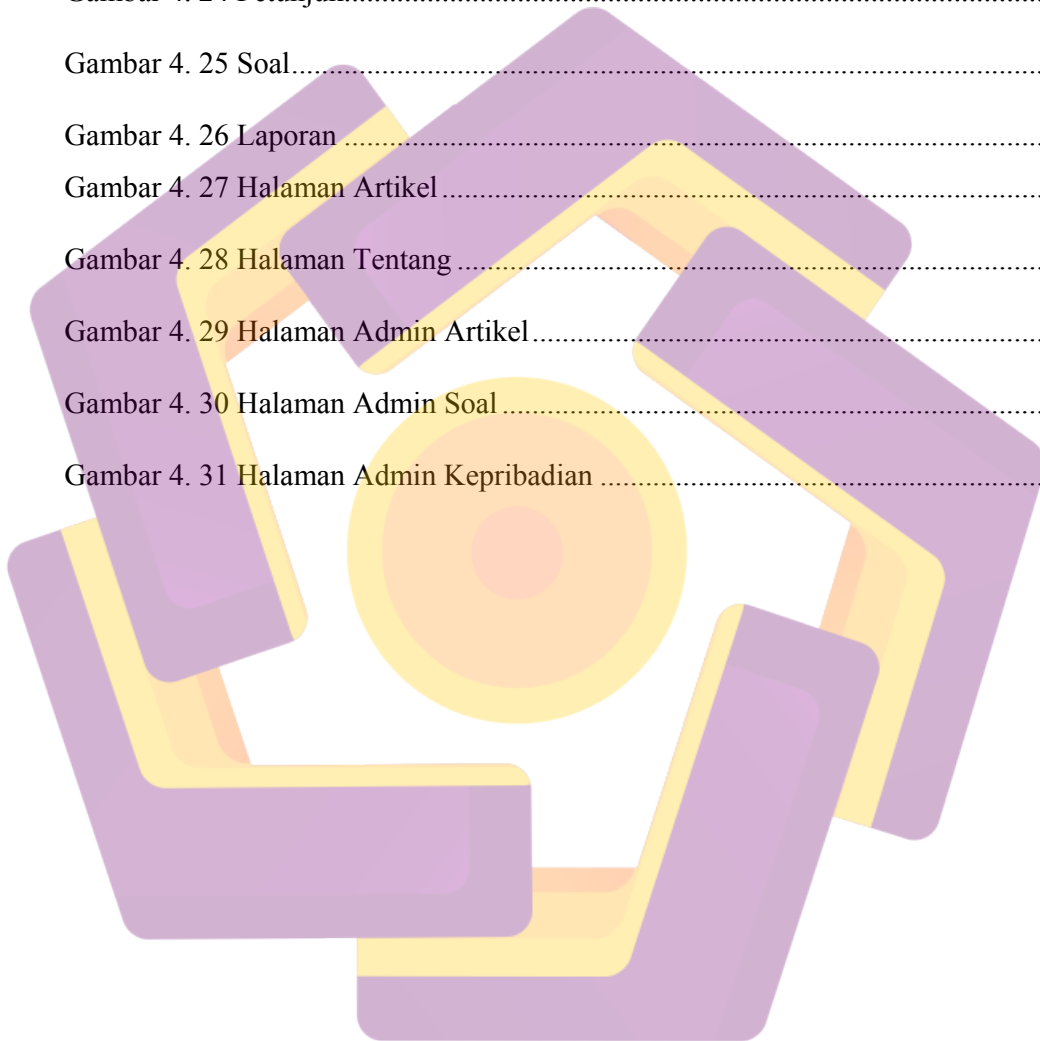 Gambar 4. 25 Soal................................................................................................
Gambar 4. 26 Laporan .........................................................................................
Gambar 4. 27 Halaman Artikel............................................................................
Gambar 4. 28 Halaman Tentang ..........................................................................
Gambar 4. 29 Halaman Admin Artikel................................................................
Gambar 4. 30 Halaman Admin Soal....................................................................
Gambar 4. 31 Halaman Admin Kepribadian .......................................................